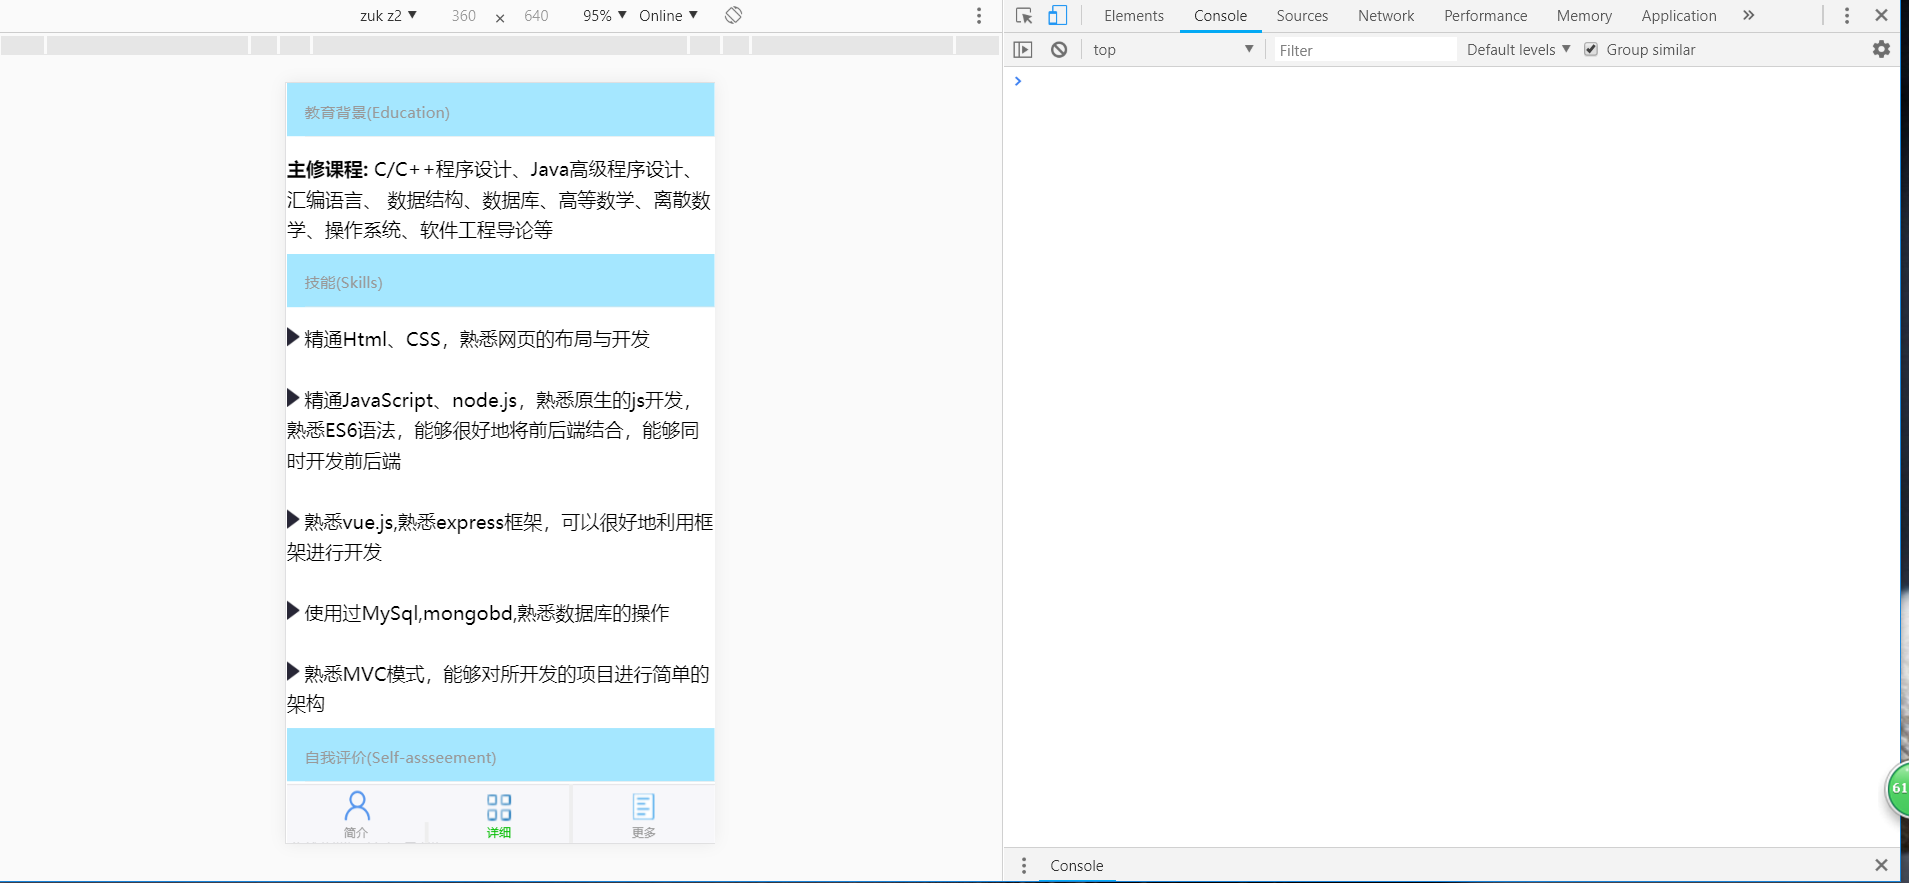 zuk z2 360 × 640 95% Online
Elements Console Sources Network Performance Memory Application »
top Filter Default levels Group similar
教育背景(Education)
主修课程: C/C++程序设计、Java高级程序设计、
汇编语言、 数据结构、数据库、高等数学、离散数
学、操作系统、软件工程导论等
技能(Skills)
精通Html、CSS，熟悉网页的布局与开发
精通JavaScript、node.js，熟悉原生的js开发，
熟悉ES6语法，能够很好地将前后端结合，能够同
时开发前后端
熟悉vue.js,熟悉express框架，可以很好地利用框
架进行开发
使用过MySql,mongobd,熟悉数据库的操作
熟悉MVC模式，能够对所开发的项目进行简单的
架构
自我评价(Self-assseement)
简介 详细 更多
61
Console